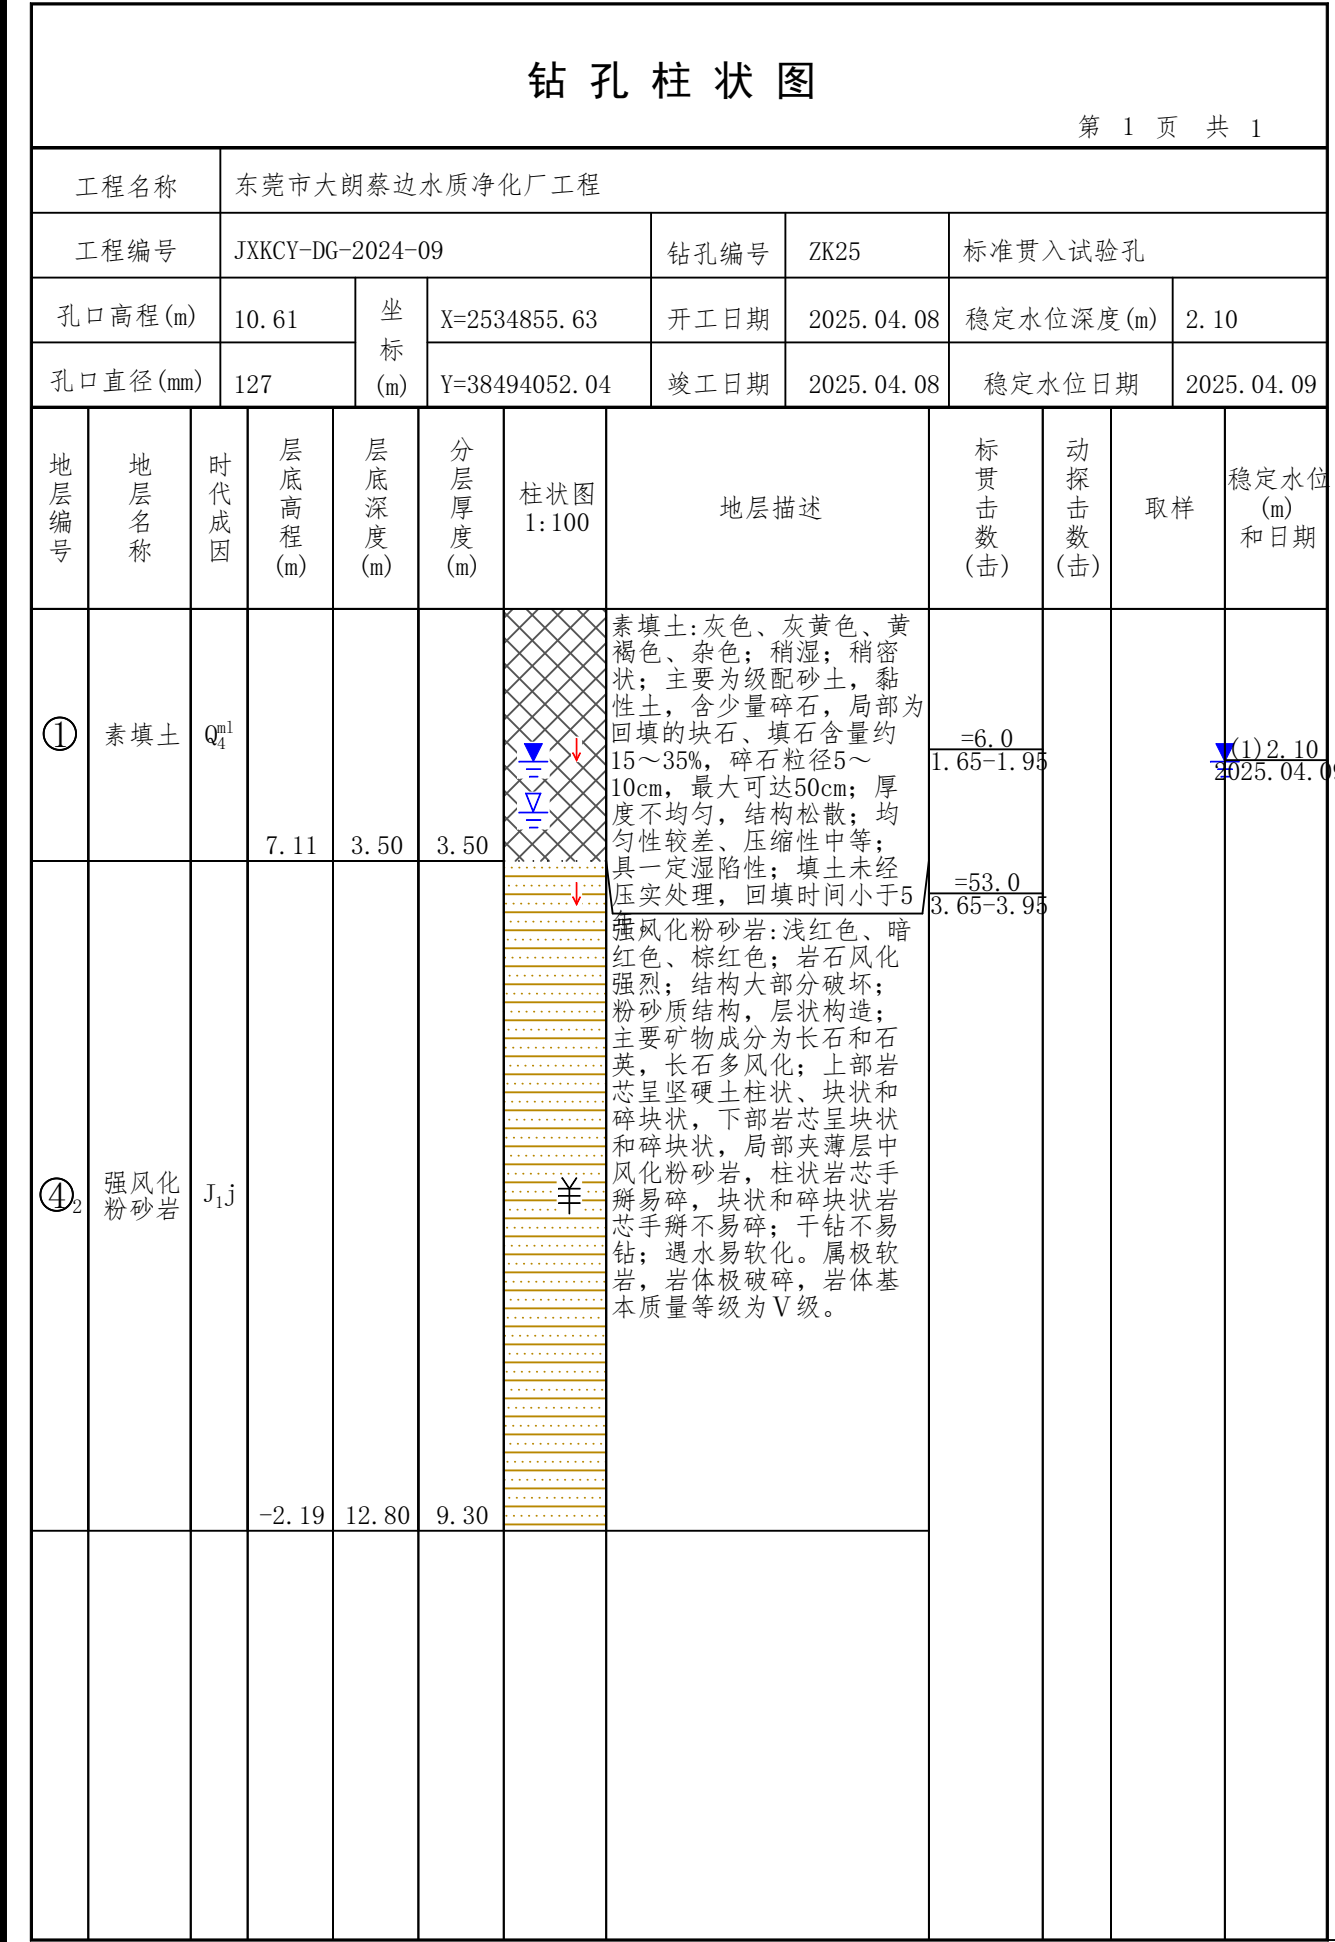 钻孔柱状图
第 1 页 共 1
工程名称 东莞市大朗蔡边水质净化厂工程
工程编号 JXKCY-DG-2024-09 钻孔编号 ZK25 标准贯入试验孔
孔口高程(m) 10.61 坐标(m) X=2534855.63 开工日期 2025.04.08 稳定水位深度(m) 2.10
孔口直径(mm) 127 Y=38494052.04 竣工日期 2025.04.08 稳定水位日期 2025.04.09
地层编号 地层名称 时代成因 层底高程(m) 层底深度(m) 分层厚度(m) 柱状图 1:100 地层描述 标贯击数(击) 动探击数(击) 取样 稳定水位(m)和日期
① 素填土 Q₄ᵐˡ 7.11 3.50 3.50
素填土:灰色、灰黄色、黄
褐色、杂色；稍湿；稍密
状；主要为级配砂土，黏
性土，含少量碎石，局部为
回填的块石、填石含量约
15～35%，碎石粒径5～
10cm，最大可达50cm；厚
度不均匀，结构松散；均
匀性较差、压缩性中等；
具一定湿陷性；填土未经
压实处理，回填时间小于5
年。
=6.0
1.65-1.95
(1)2.10
2025.04.09
=53.0
3.65-3.95
④₂ 强风化粉砂岩 J₁j -2.19 12.80 9.30
强风化粉砂岩:浅红色、暗
红色、棕红色；岩石风化
强烈；结构大部分破坏；
粉砂质结构，层状构造；
主要矿物成分为长石和石
英，长石多风化；上部岩
芯呈坚硬土柱状、块状和
碎块状，下部岩芯呈块状
和碎块状，局部夹薄层中
风化粉砂岩，柱状岩芯手
掰易碎，块状和碎块状岩
芯手掰不易碎；干钻不易
钻；遇水易软化。属极软
岩，岩体极破碎，岩体基
本质量等级为Ⅴ级。